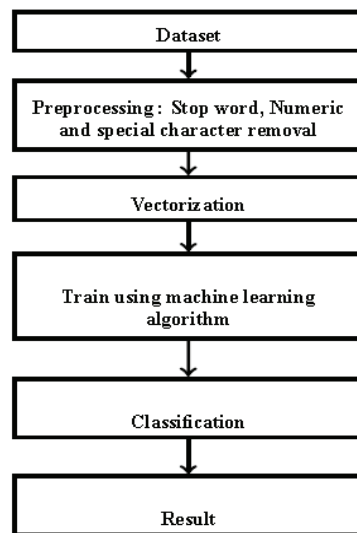 Dataset
Preprocessing: Stop word, Numeric
and special character removal
Vectorization
Train using machine learning
algorithm
Classification
Result